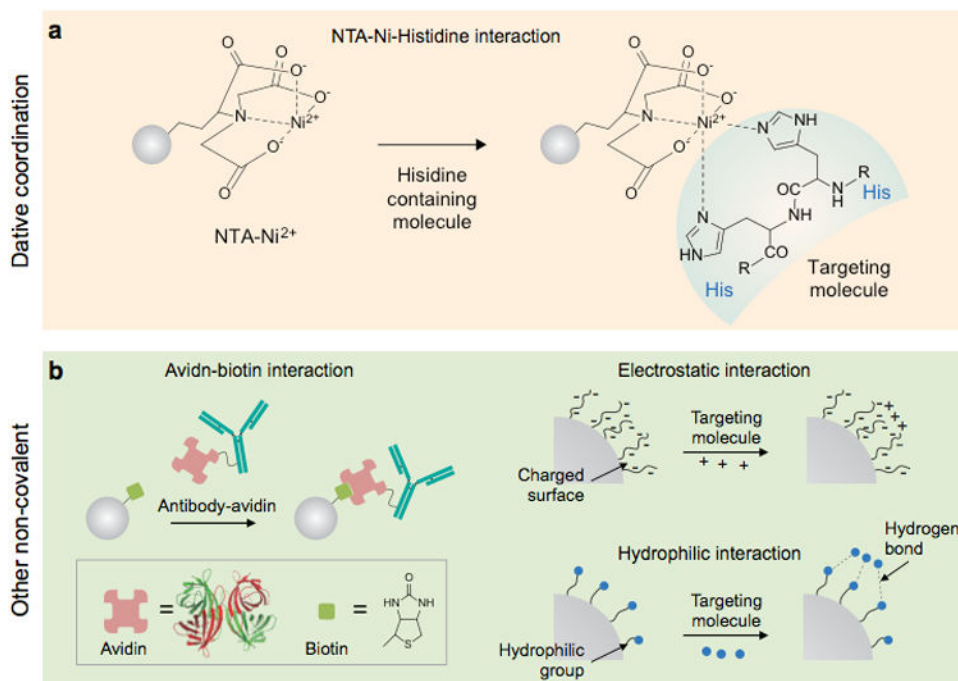 Dative coordination
a
NTA-Ni-Histidine interaction
O
O-
O
O-
N
Ni2+
O-
O
NTA-Ni2+
Hisidine
containing
molecule
O
O-
O
O-
N
Ni2+
O-
O
N
NH
N
HN
OC
N
H
R
His
NH
CO
R
His
Targeting
molecule
Other non-covalent
b
Avidn-biotin interaction
Antibody-avidin
Avidin
=
Biotin
=
O
HN
NH
S
Electrostatic interaction
Charged
surface
Targeting
molecule
+ + +
+
+
+
Hydrophilic interaction
Hydrophilic
group
Targeting
molecule
Hydrogen
bond